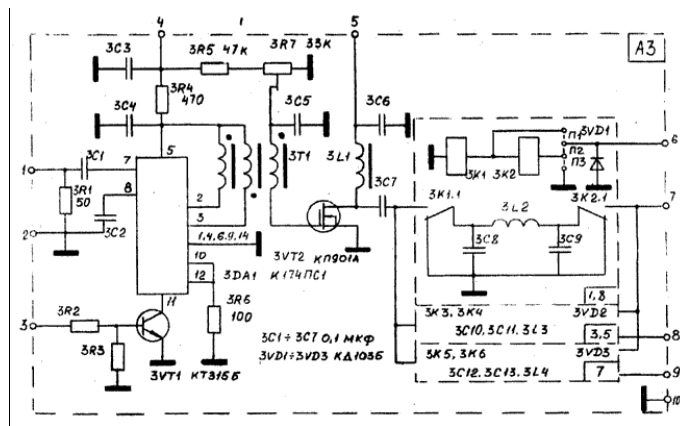 4
1
5
А3
3C3
3R5
47к
3R7
33К
3R4
470
3C4
3C5
3C6
П1
3VD1
6
П2
П3
3C1
7
5
3T1
3L1
3K1
3K2
1
8
3R1
50
3C7
3K1.1
3L2
3K2.1
7
2
3C2
2
3
1.4.6.9.14
3VT2
КП901А
3C8
3C9
10
12
3DA1
К174ПС1
11
3R6
100
3K3, 3K4
1,8
3VD2
3
3R2
3R3
3C1÷3C7 0,1 МКФ
3C10, 3C11. 3L3
3,5
8
3VD1÷3VD3 КД103Б
3K5, 3K6
3VD3
3VT1
КТ315Б
3C12. 3C13. 3L4
7
9
10